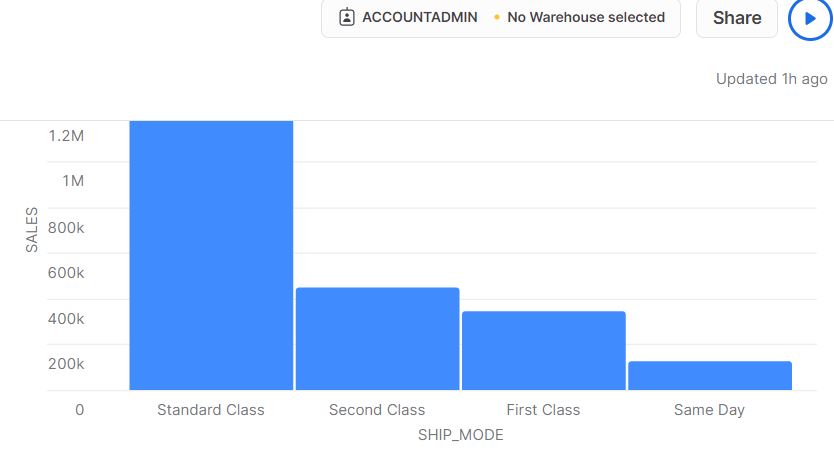 ACCOUNTADMIN • No Warehouse selected
Share
Updated 1h ago
SALES
1.2M
1M
800k
600k
400k
200k
0
Standard Class
Second Class
First Class
Same Day
SHIP_MODE